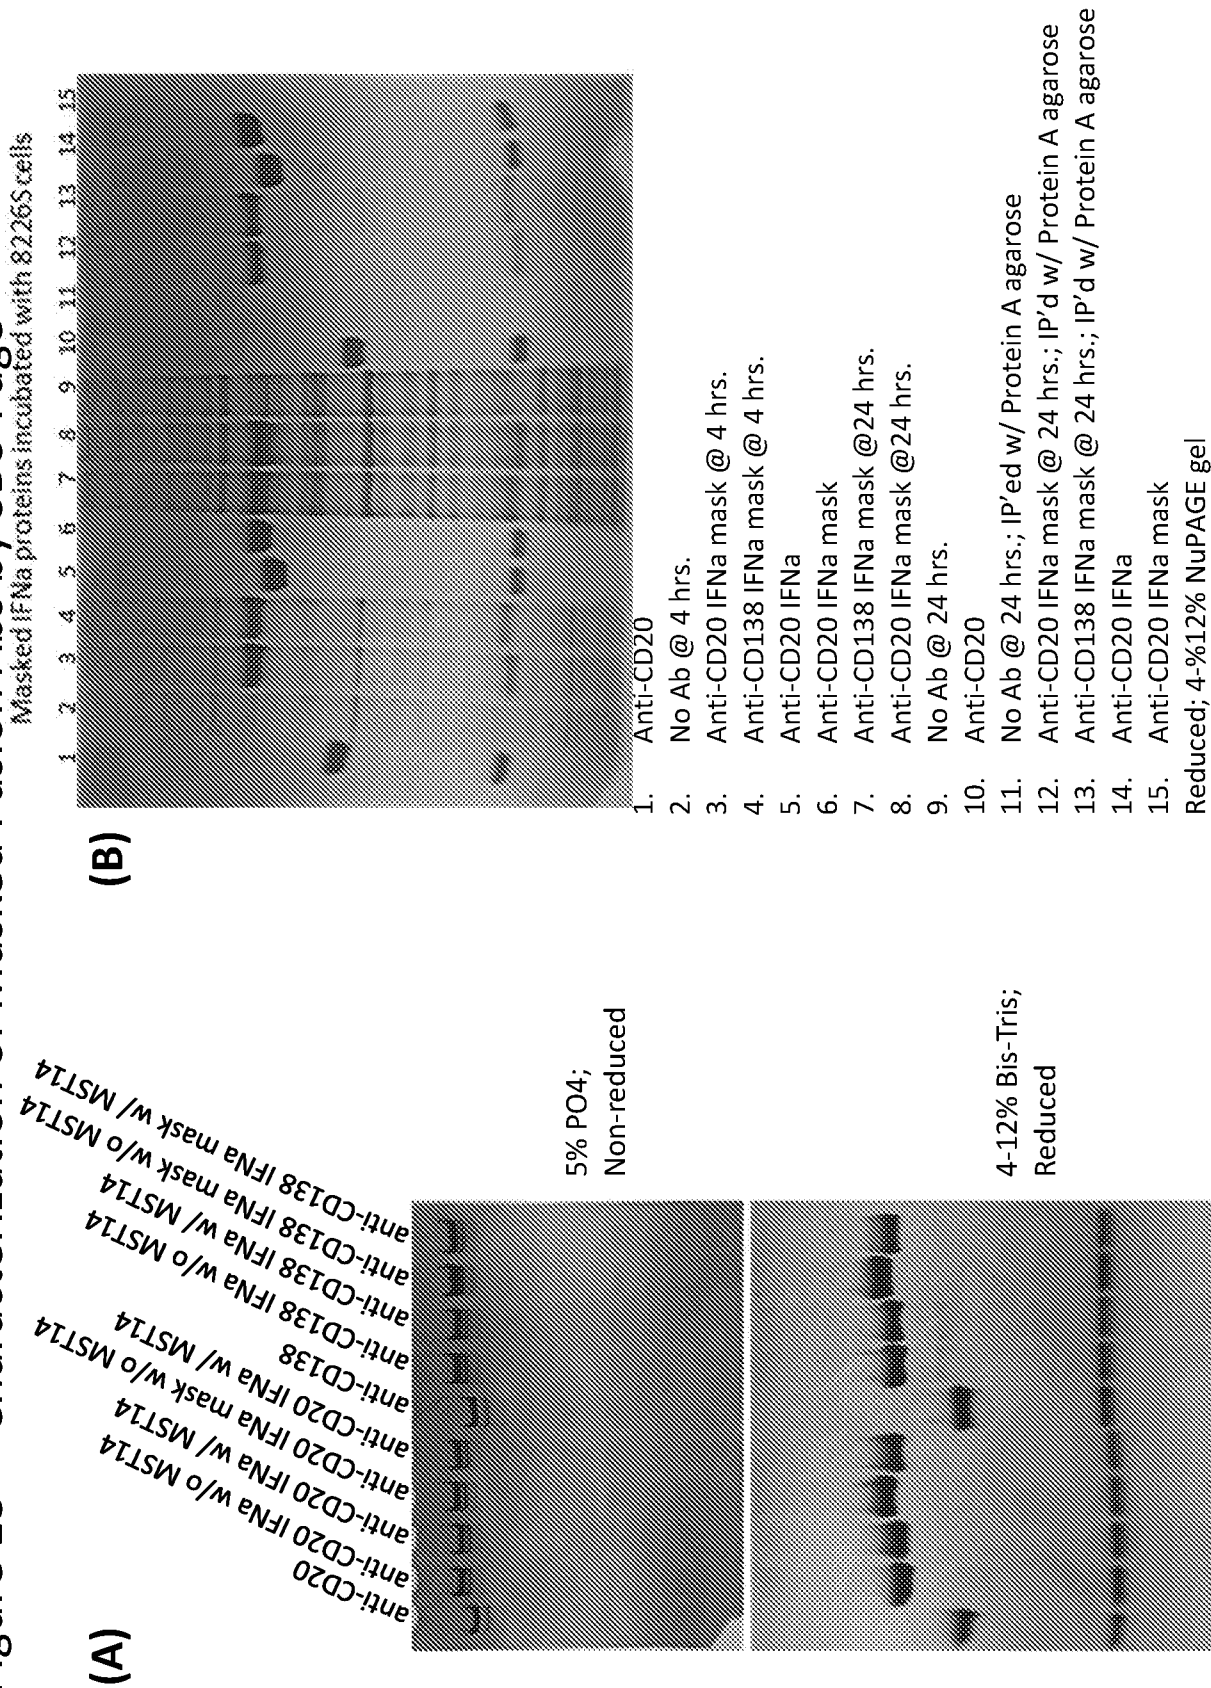 Characterization of Masked
(A)
anti-CD20
anti-CD20 IFNa w/o MST14
anti-CD20 IFNa w/ MST14
anti-CD20 IFNa mask w/o MST14
anti-CD20 IFNa w/ MST14
anti-CD138
anti-CD138 IFNa w/o MST14
anti-CD138 IFNa w/ MST14
anti-CD138 IFNa mask w/o MST14
anti-CD138 IFNa mask w/ MST14
5% PO4;
Non-reduced
4-12% Bis-Tris;
Reduced
(B)
Masked IFNa proteins incubated with 8226S cells
1 2 3 4 5 6 7 8 9 10 11 12 13 14 15
1. Anti-CD20
2. No Ab @ 4 hrs.
3. Anti-CD20 IFNa mask @ 4 hrs.
4. Anti-CD138 IFNa mask @ 4 hrs.
5. Anti-CD20 IFNa
6. Anti-CD20 IFNa mask
7. Anti-CD138 IFNa mask @24 hrs.
8. Anti-CD20 IFNa mask @24 hrs.
9. No Ab @ 24 hrs.
10. Anti-CD20
11. No Ab @ 24 hrs.; IP'ed w/ Protein A agarose
12. Anti-CD20 IFNa mask @ 24 hrs.; IP'd w/ Protein A agarose
13. Anti-CD138 IFNa mask @ 24 hrs.; IP'd w/ Protein A agarose
14. Anti-CD20 IFNa
15. Anti-CD20 IFNa mask
Reduced; 4-%12% NuPAGE gel